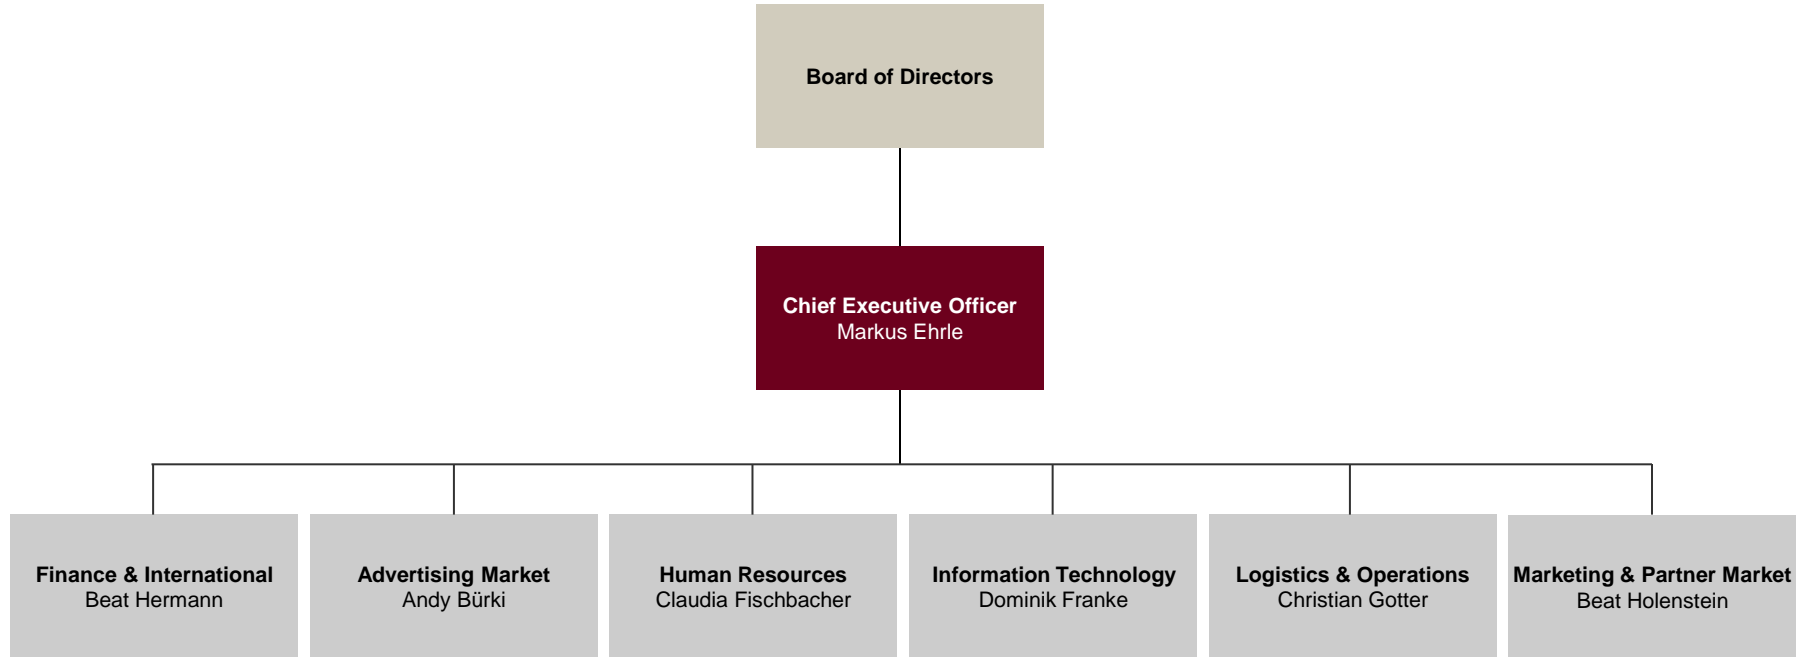 Board of Directors
Chief Executive Officer
Markus Ehrle
Finance & International
Beat Hermann
Advertising Market
Andy Bürki
Human Resources
Claudia Fischbacher
Information Technology
Dominik Franke
Logistics & Operations
Christian Gotter
Marketing & Partner Market
Beat Holenstein